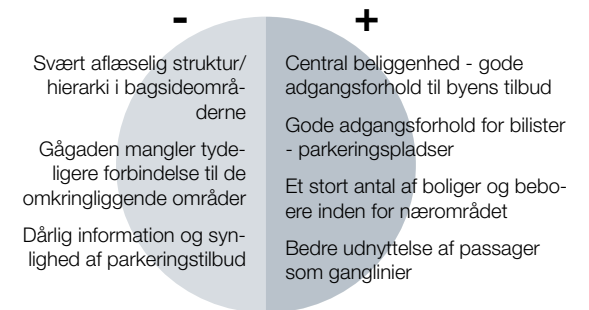 -
Svært aflæselig struktur/
hierarki i bagsideområ-
derne
Gågaden mangler tyde-
ligere forbindelse til de
omkringliggende områder
Dårlig information og syn-
lighed af parkeringstilbud
+
Central beliggenhed - gode
adgangsforhold til byens tilbud
Gode adgangsforhold for bilister
- parkeringspladser
Et stort antal af boliger og bebo-
ere inden for nærområdet
Bedre udnyttelse af passager
som ganglinier